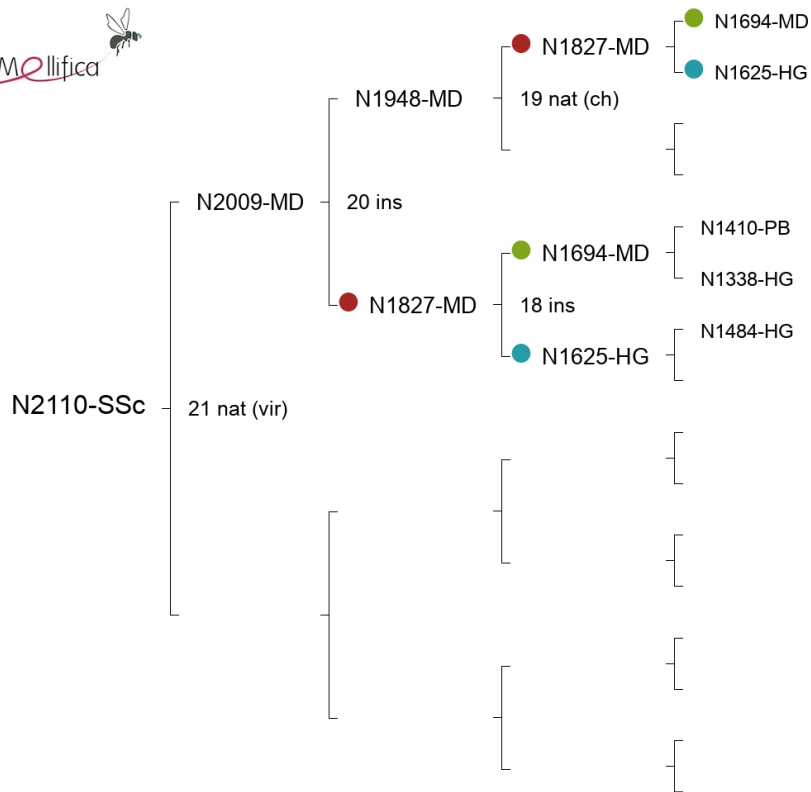 Mellifica
N1694-MD
N1827-MD
N1625-HG
N1948-MD
19 nat (ch)
N2009-MD
20 ins
N1410-PB
N1694-MD
N1338-HG
N1827-MD
18 ins
N1484-HG
N1625-HG
N2110-SSc
21 nat (vir)